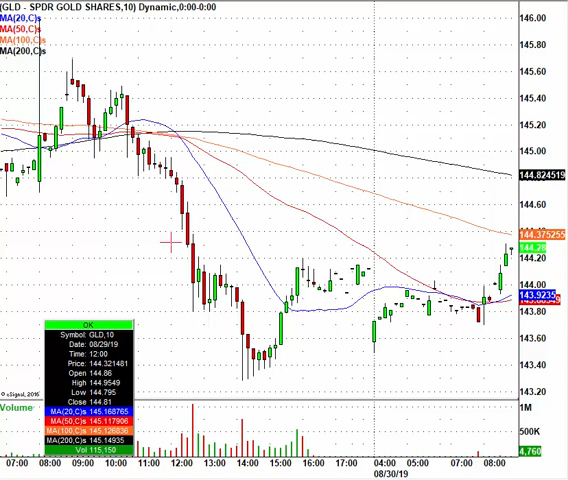 (GLD - SPDR GOLD SHARES,10) Dynamic,0:00-0:00
MA(20,C)s
MA(50,C)s
MA(100,C)s
MA(200,C)s
146.00
145.80
145.60
145.40
145.20
145.00
144.824519
144.60
144.375255
144.28
144.20
144.00
143.9235
143.80
143.60
143.40
143.20
OK
Symbol: GLD,10
Date: 08/29/19
Time: 12:00
Price: 144.321481
Open 144.86
High 144.9549
Low 144.795
Close 144.81
MA(20,C)s 145.168765
MA(50,C)s 145.117906
MA(100,C)s 145.126836
MA(200,C)s 145.14935
Vol 115,150
© eSignal, 2016
Volume
1M
500K
4,760
07:00 08:00 09:00 10:00 11:00 12:00 13:00 14:00 15:00 16:00 17:00 04:00 05:00 07:00 08:00
08/30/19